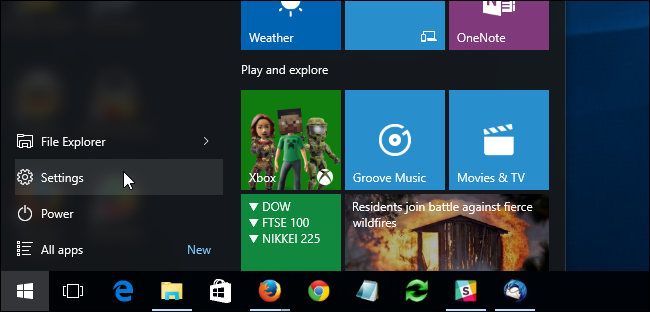 Weather
OneNote
Play and explore
File Explorer
Settings
Power
All apps New
Xbox
Groove Music
Movies & TV
▼ DOW
▼ FTSE 100
▼ NIKKEI 225
Residents join battle against fierce
wildfires